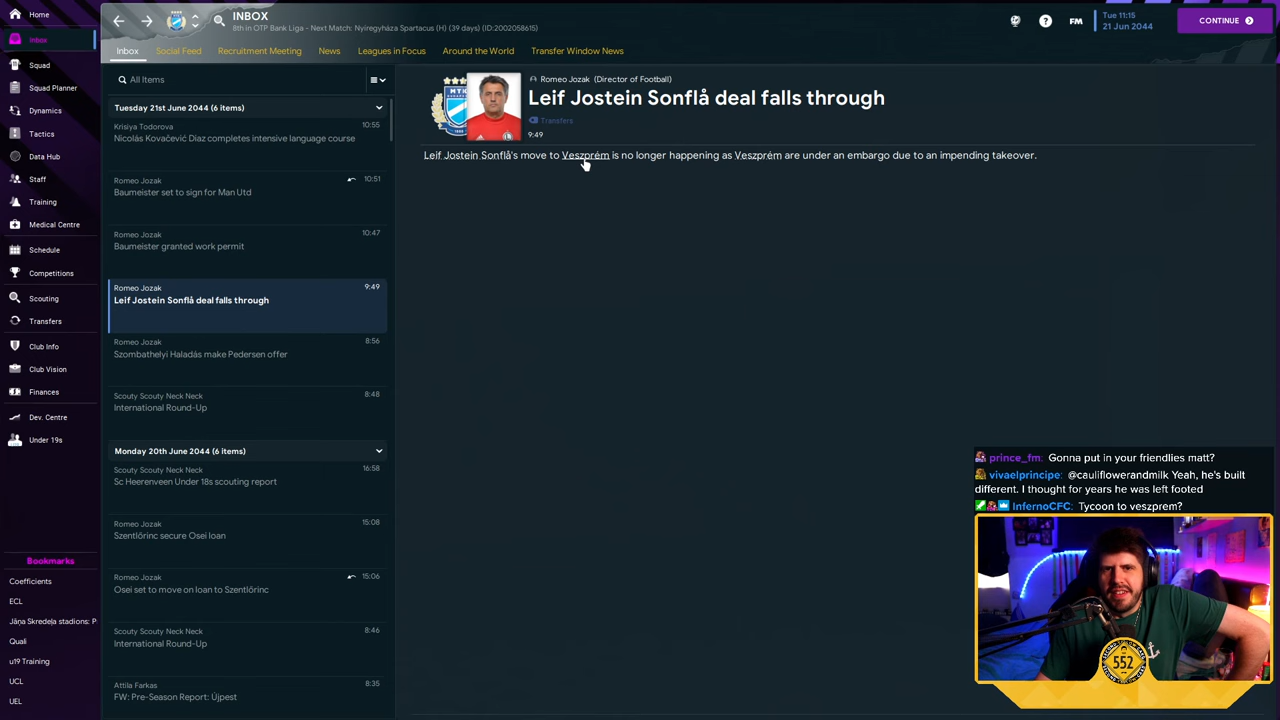 Home
Inbox
Squad
Squad Planner
Dynamics
Tactics
Data Hub
Staff
Training
Medical Centre
Schedule
Competitions
Scouting
Transfers
Club Info
Club Vision
Finances
Dev. Centre
Under 19s
Bookmarks
Coefficients
ECL
Jāņa Skredeļa stadions: P
Quali
u19 Training
UCL
UEL
INBOX
8th in OTP Bank Liga - Next Match: Nyíregyháza Spartacus (H) (39 days) (ID:2002058615)
FM
Tue 11:15
21 Jun 2044
CONTINUE
Inbox Social Feed Recruitment Meeting News Leagues in Focus Around the World Transfer Window News
All Items
Tuesday 21st June 2044 (6 items)
Krisiya Todorova 10:55
Nicolás Kovačević Díaz completes intensive language course
Romeo Jozak 10:51
Baumeister set to sign for Man Utd
Romeo Jozak 10:47
Baumeister granted work permit
Romeo Jozak 9:49
Leif Jostein Sonflå deal falls through
Romeo Jozak 8:56
Szombathelyi Haladás make Pedersen offer
Scouty Scouty Neck Neck 8:48
International Round-Up
Monday 20th June 2044 (6 items)
Scouty Scouty Neck Neck 16:58
Sc Heerenveen Under 18s scouting report
Romeo Jozak 15:08
Szentlőrinc secure Osei loan
Romeo Jozak 15:06
Osei set to move on loan to Szentlőrinc
Scouty Scouty Neck Neck 8:46
International Round-Up
Attila Farkas 8:35
FW: Pre-Season Report: Újpest
MTK
Romeo Jozak (Director of Football)
Leif Jostein Sonflå deal falls through
Transfers
9:49
Leif Jostein Sonflå's move to Veszprém is no longer happening as Veszprém are under an embargo due to an impending takeover.
prince_fm: Gonna put in your friendlies matt?
vivaelprincipe: @cauliflowerandmilk Yeah, he's built
different. I thought for years he was left footed
InfernoCFC: Tycoon to veszprem?
552